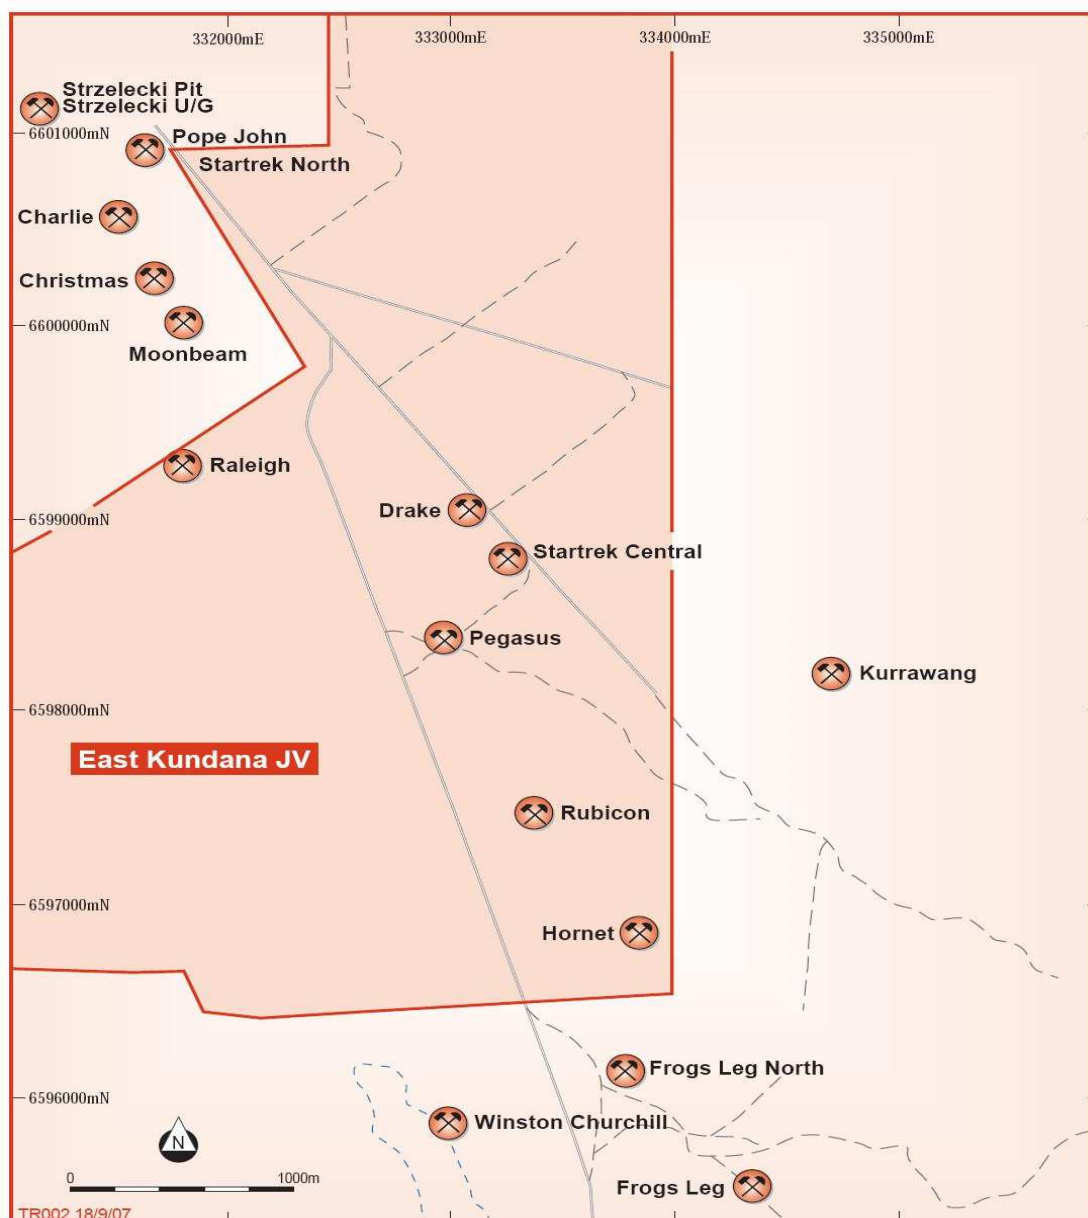 332000mE
333000mE
334000mE
335000mE
Strzelecki Pit
Strzelecki U/G
6601000mN
Pope John
Startrek North
Charlie
Christmas
6600000mN
Moonbeam
Raleigh
Drake
6599000mN
Startrek Central
Pegasus
Kurrawang
6598000mN
East Kundana JV
Rubicon
6597000mN
Hornet
Frogs Leg North
6596000mN
Winston Churchill
N
0
1000m
Frogs Leg
TR002 18/9/07